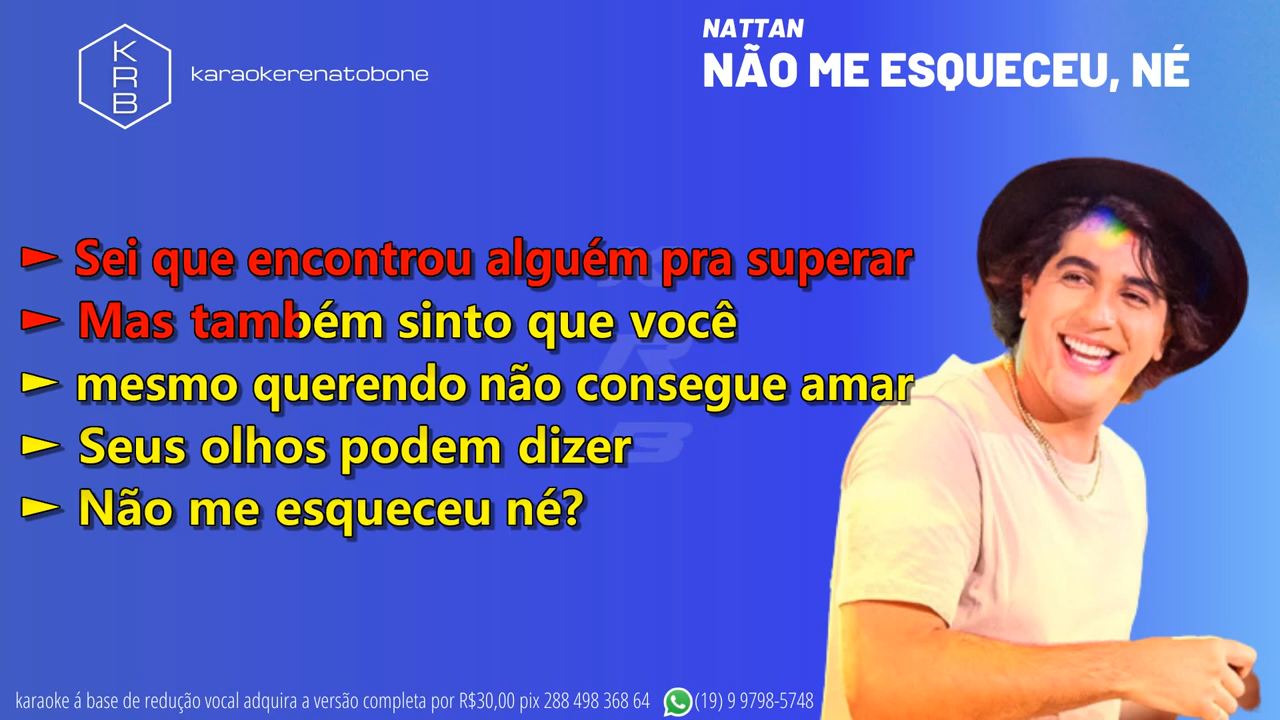 K
R
B
karaokerenatobone
NATTAN
NÃO ME ESQUECEU, NÉ
► Sei que encontrou alguém pra superar
► Mas também sinto que você
► mesmo querendo não consegue amar
► Seus olhos podem dizer
► Não me esqueceu né?
karaoke á base de redução vocal adquira a versão completa por R$30,00 pix 288 498 368 64 (19) 9 9798-5748